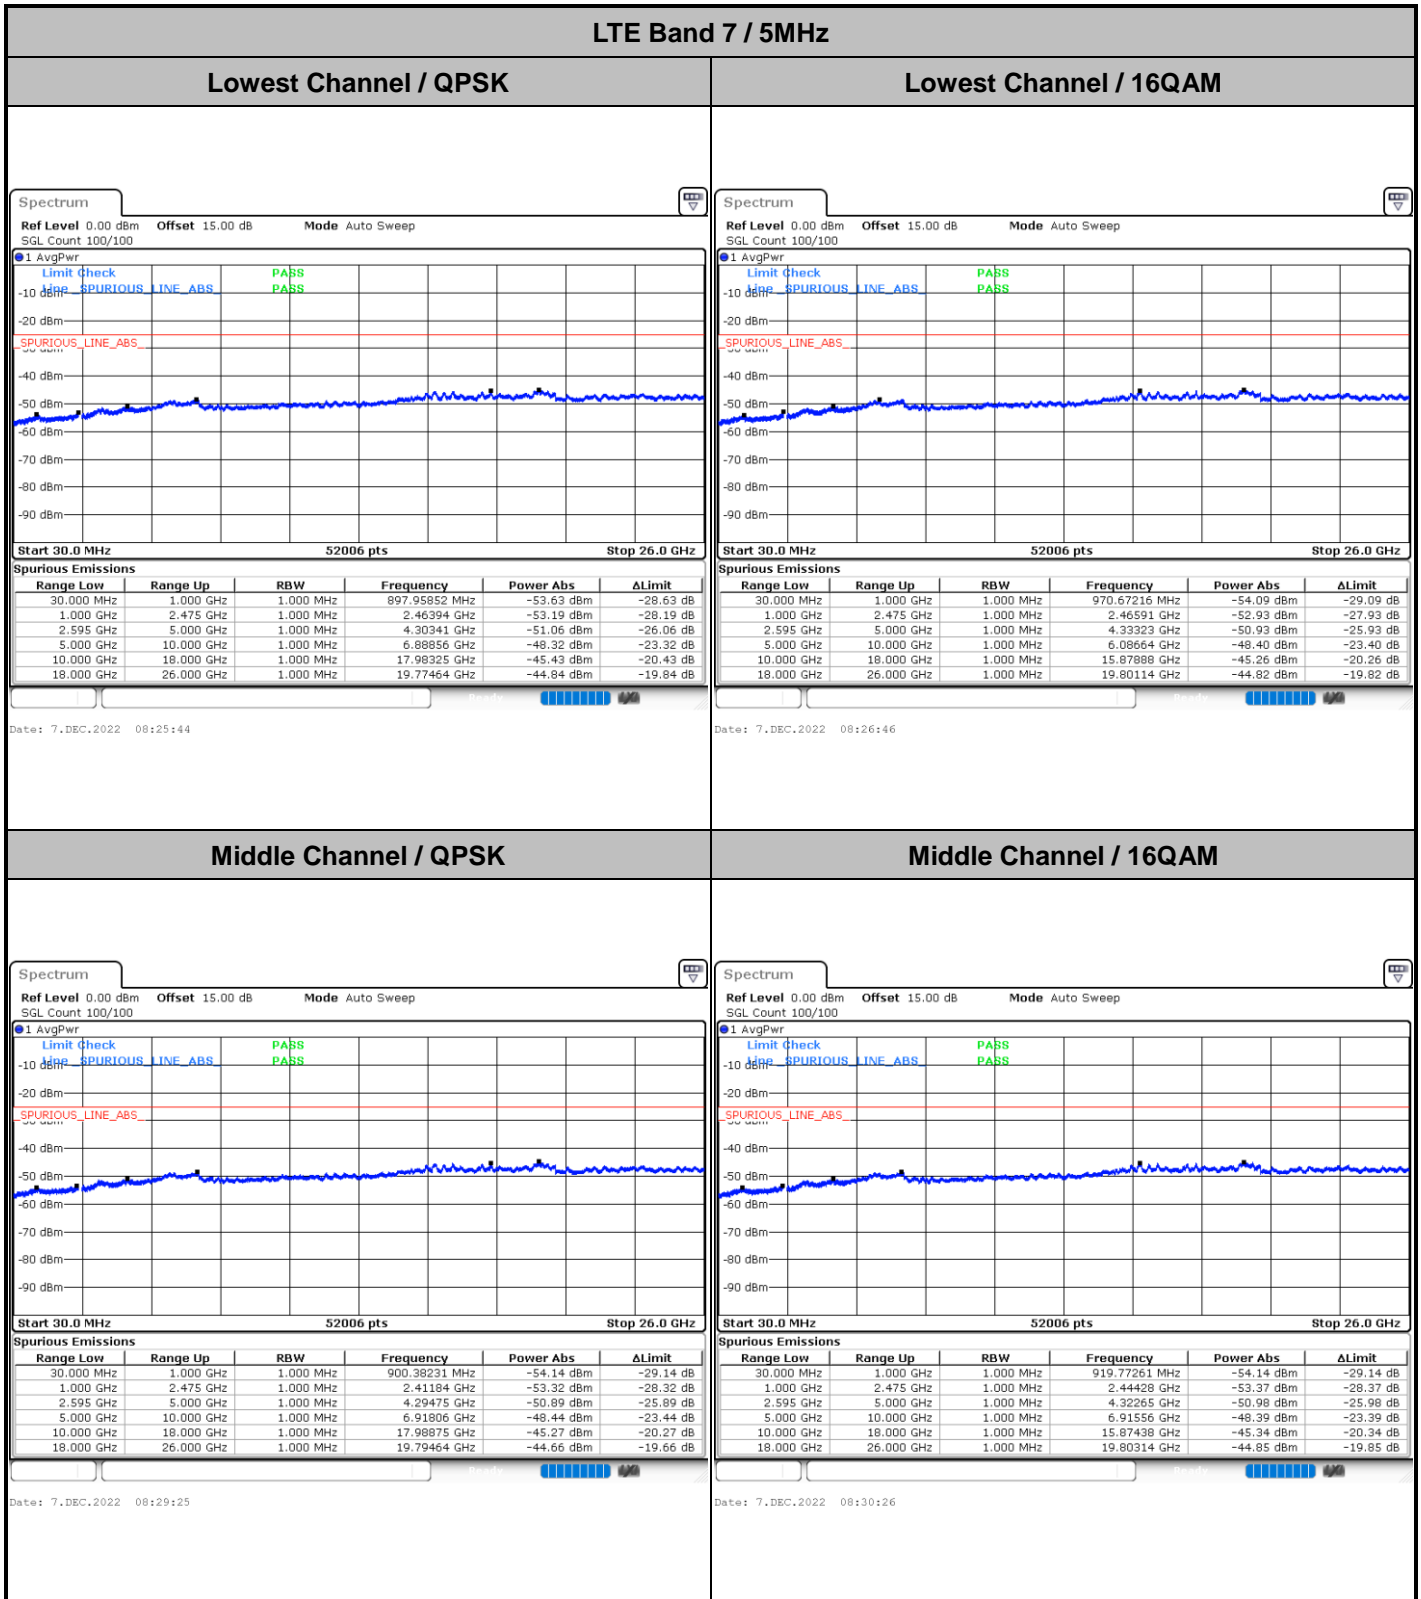 LTE Band 7 / 5MHz
Lowest Channel / QPSK
Lowest Channel / 16QAM
Spectrum
Ref Level 0.00 dBm Offset 15.00 dB Mode Auto Sweep
SGL Count 100/100
1 AvgPwr
Limit Check PASS
Line _SPURIOUS_LINE_ABS_ PASS
-10 dBm
-20 dBm
_SPURIOUS_LINE_ABS_
-40 dBm
-50 dBm
-60 dBm
-70 dBm
-80 dBm
-90 dBm
Start 30.0 MHz 52006 pts Stop 26.0 GHz
Spurious Emissions
Range Low Range Up RBW Frequency Power Abs ΔLimit
30.000 MHz 1.000 GHz 1.000 MHz 897.95852 MHz -53.63 dBm -28.63 dB
1.000 GHz 2.475 GHz 1.000 MHz 2.46394 GHz -53.19 dBm -28.19 dB
2.595 GHz 5.000 GHz 1.000 MHz 4.30341 GHz -51.06 dBm -26.06 dB
5.000 GHz 10.000 GHz 1.000 MHz 6.88856 GHz -48.32 dBm -23.32 dB
10.000 GHz 18.000 GHz 1.000 MHz 17.98325 GHz -45.43 dBm -20.43 dB
18.000 GHz 26.000 GHz 1.000 MHz 19.77464 GHz -44.84 dBm -19.84 dB
Date: 7.DEC.2022 08:25:44
Spectrum
Ref Level 0.00 dBm Offset 15.00 dB Mode Auto Sweep
SGL Count 100/100
1 AvgPwr
Limit Check PASS
Line _SPURIOUS_LINE_ABS_ PASS
-10 dBm
-20 dBm
_SPURIOUS_LINE_ABS_
-40 dBm
-50 dBm
-60 dBm
-70 dBm
-80 dBm
-90 dBm
Start 30.0 MHz 52006 pts Stop 26.0 GHz
Spurious Emissions
Range Low Range Up RBW Frequency Power Abs ΔLimit
30.000 MHz 1.000 GHz 1.000 MHz 970.67216 MHz -54.09 dBm -29.09 dB
1.000 GHz 2.475 GHz 1.000 MHz 2.46591 GHz -52.93 dBm -27.93 dB
2.595 GHz 5.000 GHz 1.000 MHz 4.33323 GHz -50.93 dBm -25.93 dB
5.000 GHz 10.000 GHz 1.000 MHz 6.08664 GHz -48.40 dBm -23.40 dB
10.000 GHz 18.000 GHz 1.000 MHz 15.87888 GHz -45.26 dBm -20.26 dB
18.000 GHz 26.000 GHz 1.000 MHz 19.80114 GHz -44.82 dBm -19.82 dB
Date: 7.DEC.2022 08:26:46
Middle Channel / QPSK
Middle Channel / 16QAM
Spectrum
Ref Level 0.00 dBm Offset 15.00 dB Mode Auto Sweep
SGL Count 100/100
1 AvgPwr
Limit Check PASS
Line _SPURIOUS_LINE_ABS_ PASS
-10 dBm
-20 dBm
_SPURIOUS_LINE_ABS_
-40 dBm
-50 dBm
-60 dBm
-70 dBm
-80 dBm
-90 dBm
Start 30.0 MHz 52006 pts Stop 26.0 GHz
Spurious Emissions
Range Low Range Up RBW Frequency Power Abs ΔLimit
30.000 MHz 1.000 GHz 1.000 MHz 900.38231 MHz -54.14 dBm -29.14 dB
1.000 GHz 2.475 GHz 1.000 MHz 2.41184 GHz -53.32 dBm -28.32 dB
2.595 GHz 5.000 GHz 1.000 MHz 4.29475 GHz -50.89 dBm -25.89 dB
5.000 GHz 10.000 GHz 1.000 MHz 6.91806 GHz -48.44 dBm -23.44 dB
10.000 GHz 18.000 GHz 1.000 MHz 17.98875 GHz -45.27 dBm -20.27 dB
18.000 GHz 26.000 GHz 1.000 MHz 19.79464 GHz -44.66 dBm -19.66 dB
Date: 7.DEC.2022 08:29:25
Spectrum
Ref Level 0.00 dBm Offset 15.00 dB Mode Auto Sweep
SGL Count 100/100
1 AvgPwr
Limit Check PASS
Line _SPURIOUS_LINE_ABS_ PASS
-10 dBm
-20 dBm
_SPURIOUS_LINE_ABS_
-40 dBm
-50 dBm
-60 dBm
-70 dBm
-80 dBm
-90 dBm
Start 30.0 MHz 52006 pts Stop 26.0 GHz
Spurious Emissions
Range Low Range Up RBW Frequency Power Abs ΔLimit
30.000 MHz 1.000 GHz 1.000 MHz 919.77261 MHz -54.14 dBm -29.14 dB
1.000 GHz 2.475 GHz 1.000 MHz 2.44428 GHz -53.37 dBm -28.37 dB
2.595 GHz 5.000 GHz 1.000 MHz 4.32265 GHz -50.98 dBm -25.98 dB
5.000 GHz 10.000 GHz 1.000 MHz 6.91556 GHz -48.39 dBm -23.39 dB
10.000 GHz 18.000 GHz 1.000 MHz 15.87438 GHz -45.34 dBm -20.34 dB
18.000 GHz 26.000 GHz 1.000 MHz 19.80314 GHz -44.85 dBm -19.85 dB
Date: 7.DEC.2022 08:30:26